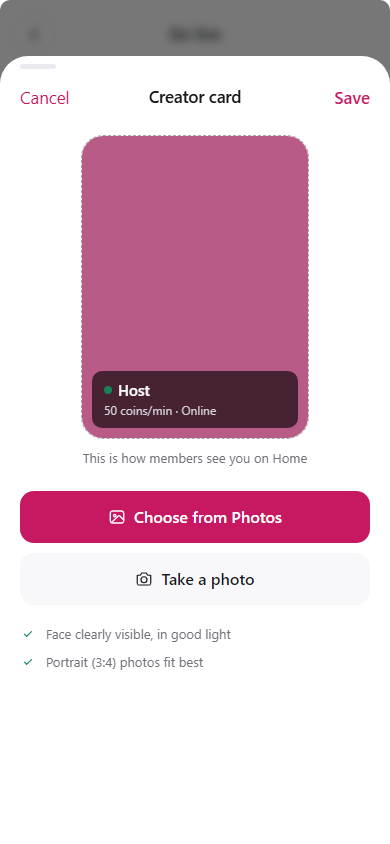 Cancel
Creator card
Save
Host
50 coins/min · Online
This is how members see you on Home
Choose from Photos
Take a photo
Face clearly visible, in good light
Portrait (3:4) photos fit best